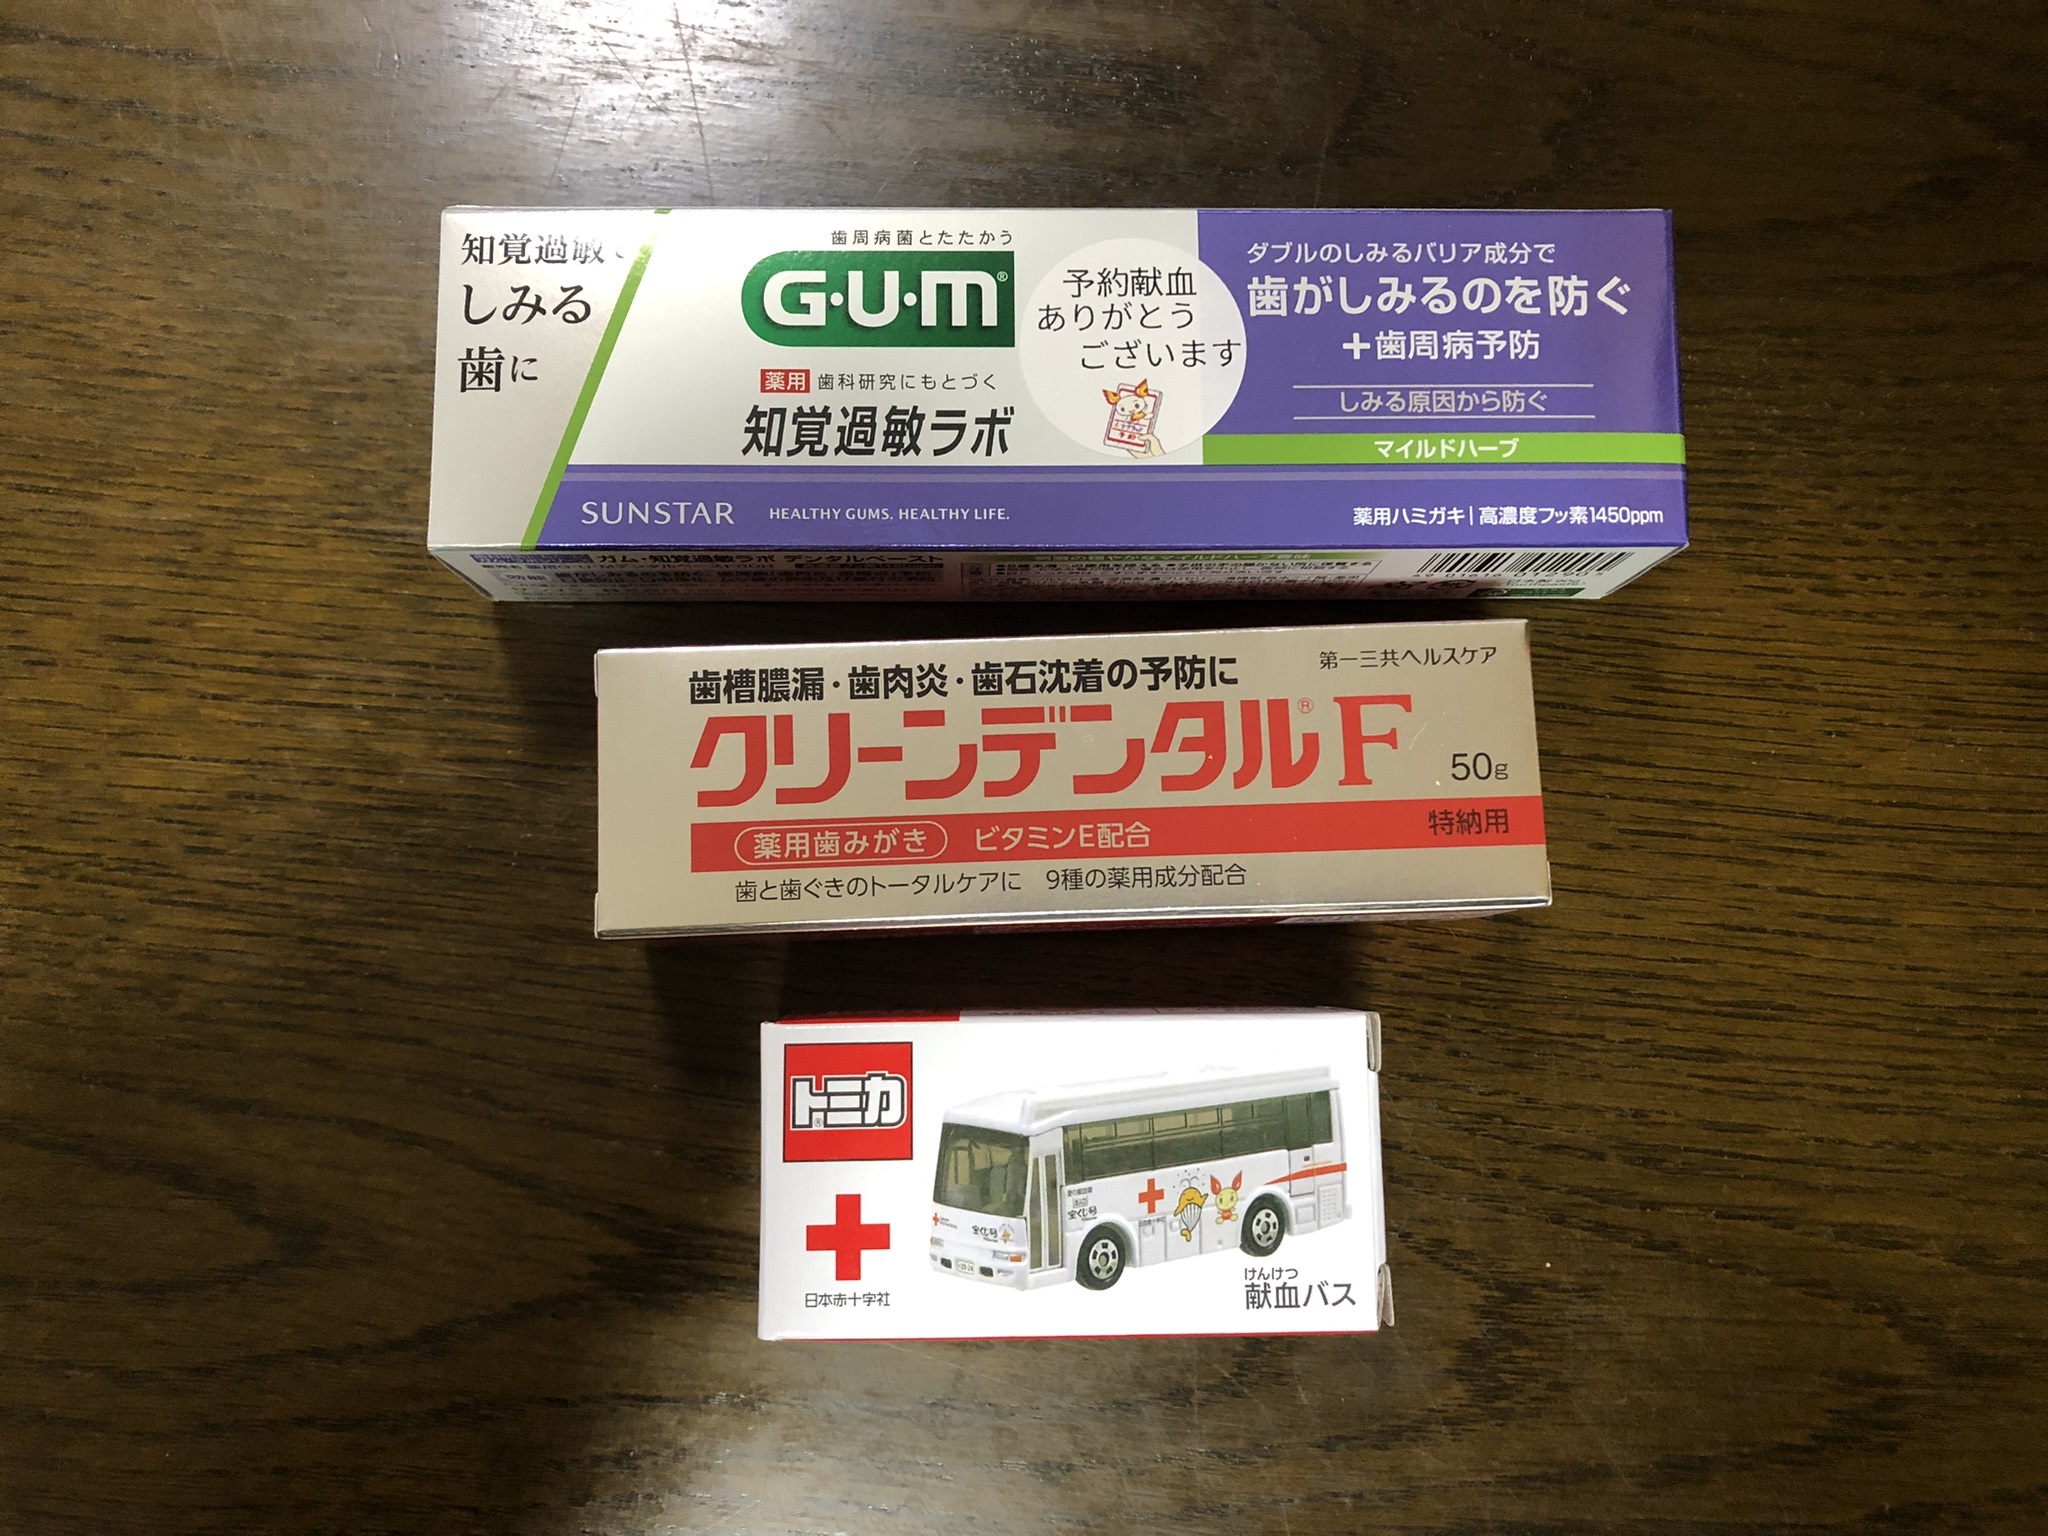 知覚過敏で
しみる
歯に
歯周病菌とたたかう
G・U・M®
薬用 歯科研究にもとづく
知覚過敏ラボ
予約献血
ありがとう
ございます
ダブルのしみるバリア成分で
歯がしみるのを防ぐ
+歯周病予防
しみる原因から防ぐ
マイルドハーブ
SUNSTAR HEALTHY GUMS. HEALTHY LIFE.
薬用ハミガキ|高濃度フッ素1450ppm
ガム・知覚過敏ラボ デンタルペースト
第一三共ヘルスケア
歯槽膿漏・歯肉炎・歯石沈着の予防に
クリーンデンタル®F
50g
特納用
薬用歯みがき ビタミンE配合
歯と歯ぐきのトータルケアに 9種の薬用成分配合
トミカ®
日本赤十字社
宝くじ号
宝くじ号
けんけつ
献血バス